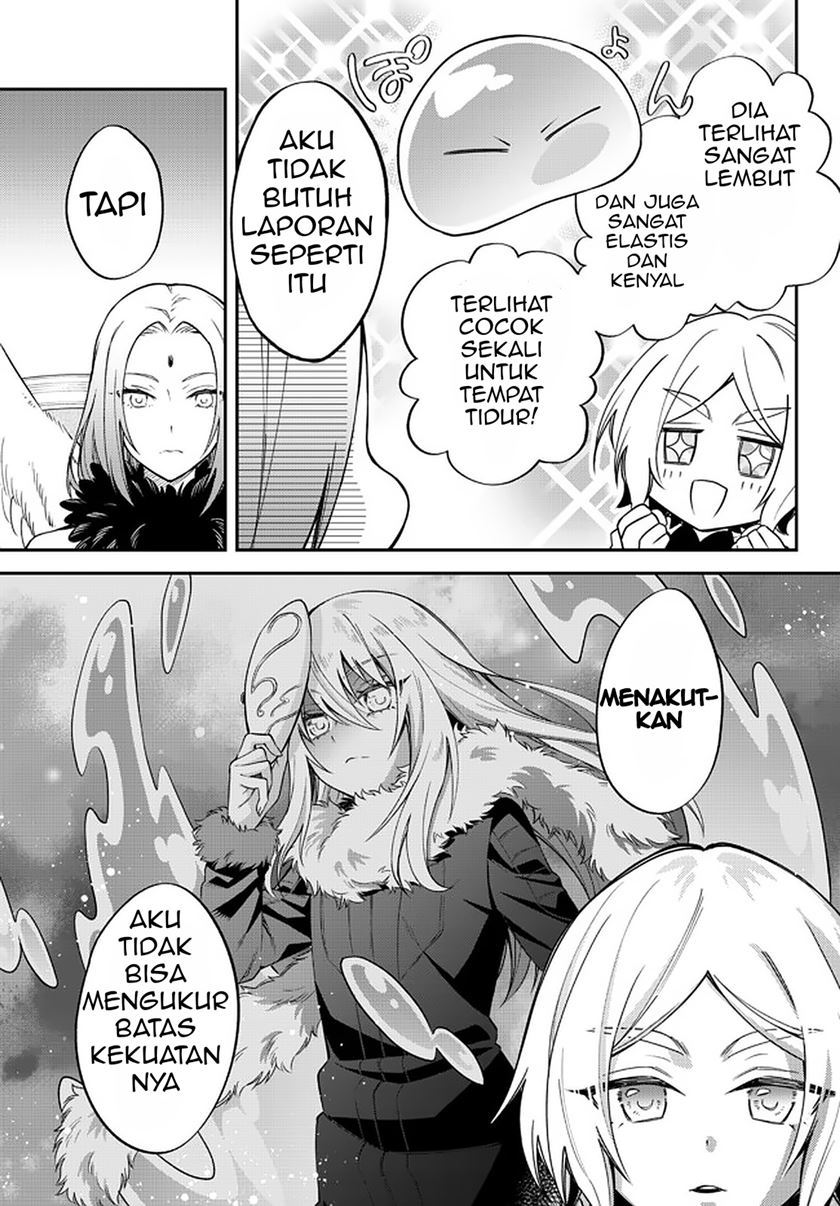 DIA
TERLIHAT
SANGAT
LEMBUT
DAN JUGA
SANGAT
ELASTIS
DAN
KENYAL
ぽよん
TERLIHAT
COCOK
SEKALI
UNTUK
TEMPAT
TIDUR!
AKU
TIDAK
BUTUH
LAPORAN
SEPERTI
ITU
TAPI
MENAKUT-
KAN
AKU
TIDAK
BISA
MENGUKUR
BATAS
KEKUATAN
NYA